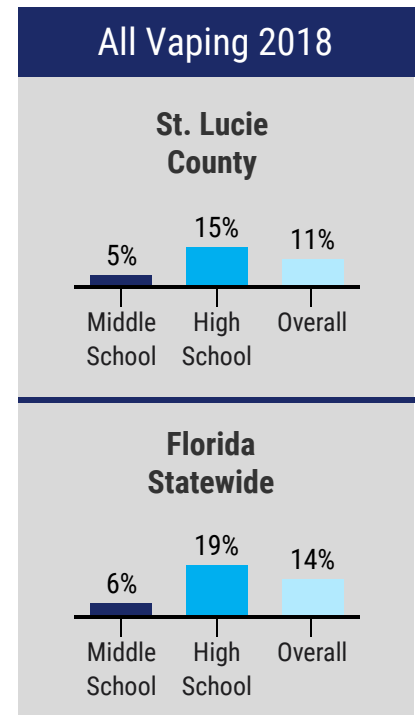 All Vaping 2018
St. Lucie
County
5%
15%
11%
Middle
School
High
School
Overall
Florida
Statewide
6%
19%
14%
Middle
School
High
School
Overall